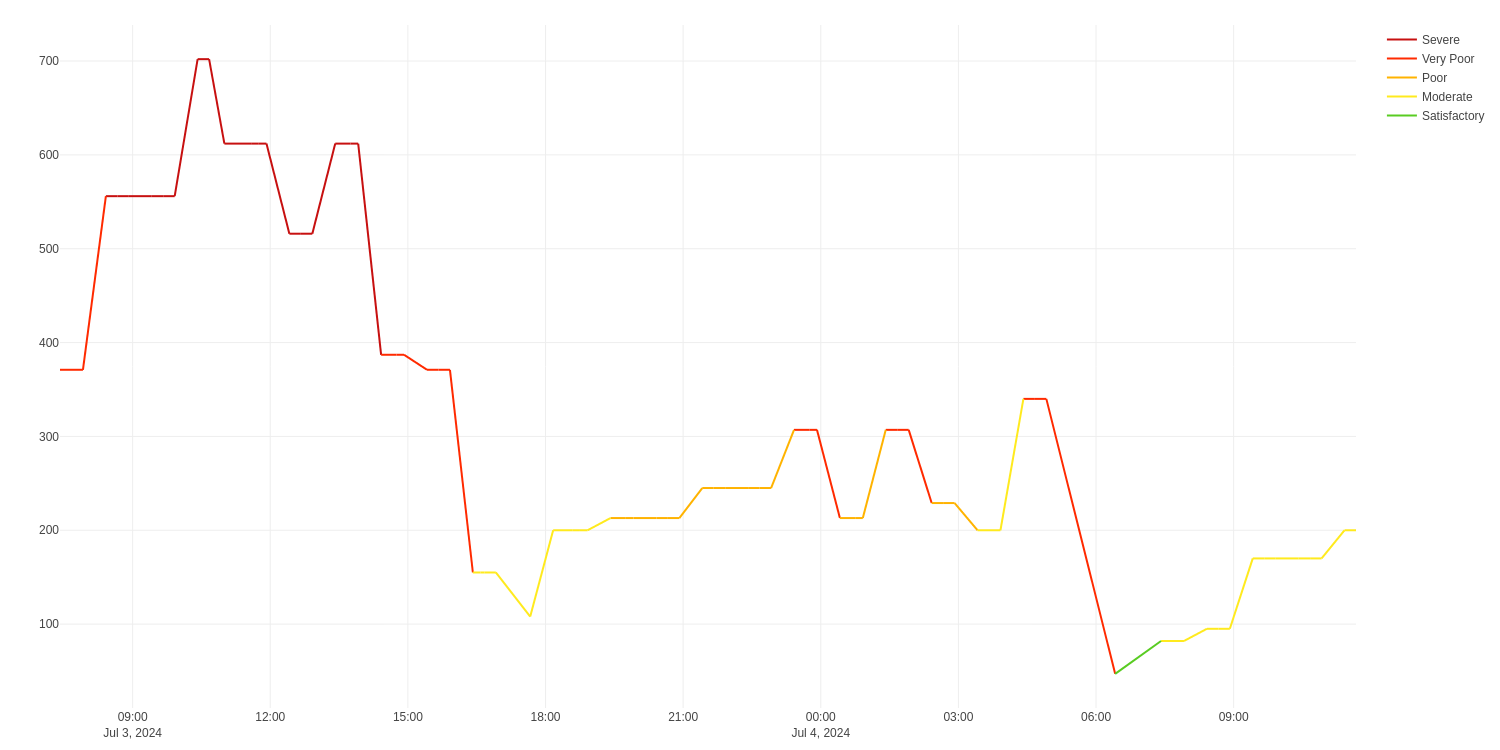 700
600
500
400
300
200
100
09:00
Jul 3, 2024
12:00
15:00
18:00
21:00
00:00
Jul 4, 2024
03:00
06:00
09:00
Severe
Very Poor
Poor
Moderate
Satisfactory